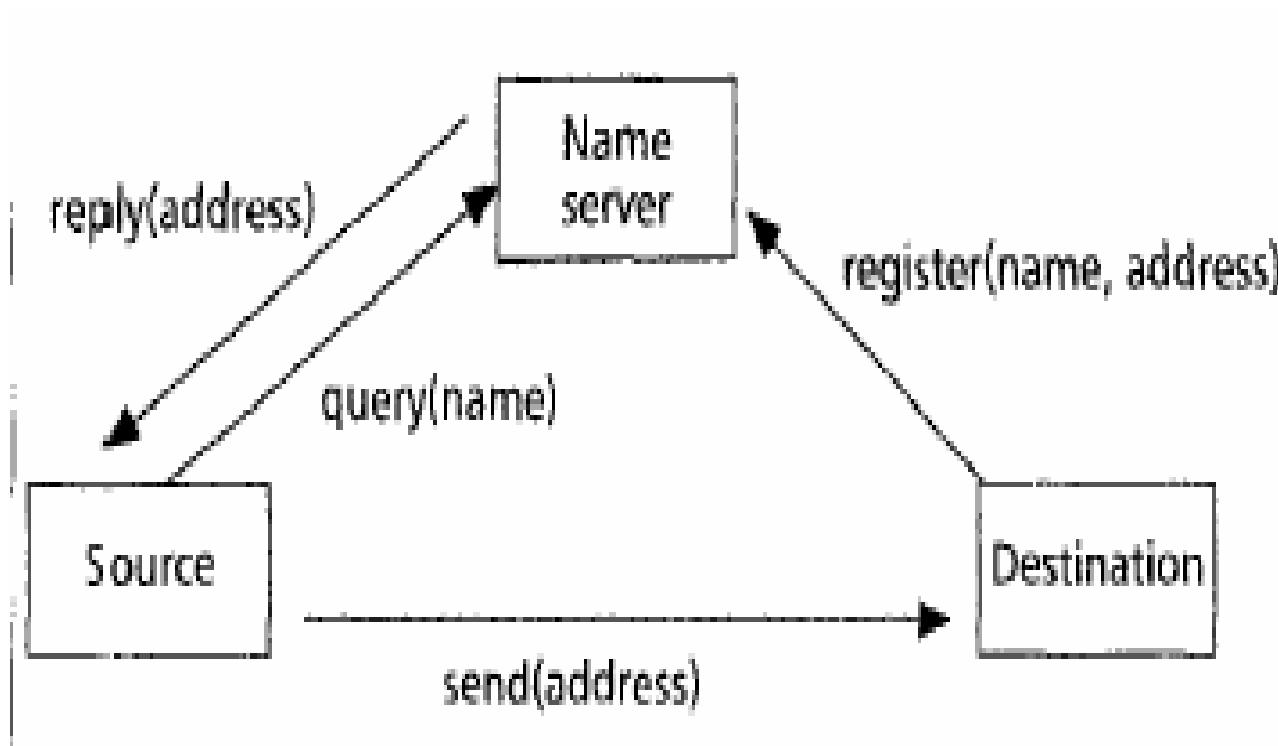 Name
server
reply(address)
register(name, address)
query(name)
Source
Destination
send(address)